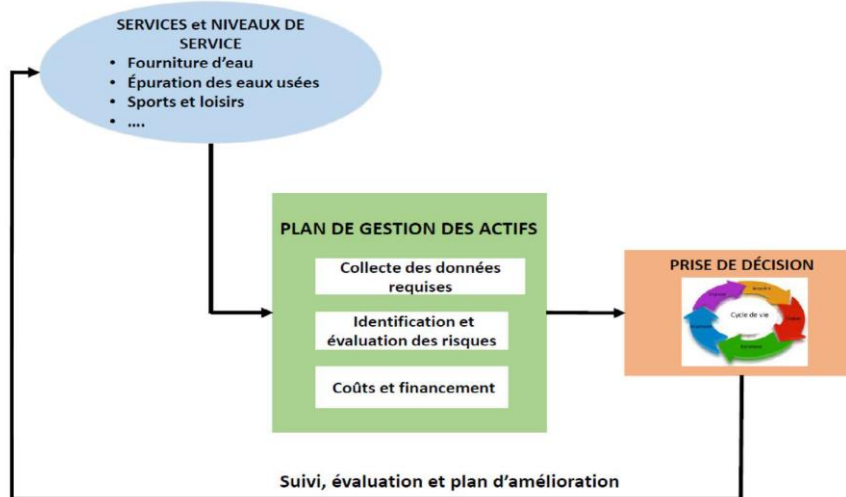 SERVICES et NIVEAUX DE
SERVICE
• Fourniture d'eau
• Épuration des eaux usées
• Sports et loisirs
• ....
PLAN DE GESTION DES ACTIFS
Collecte des données
requises
Identification et
évaluation des risques
Coûts et financement
PRISE DE DÉCISION
Cycle de vie
Suivi, évaluation et plan d'amélioration